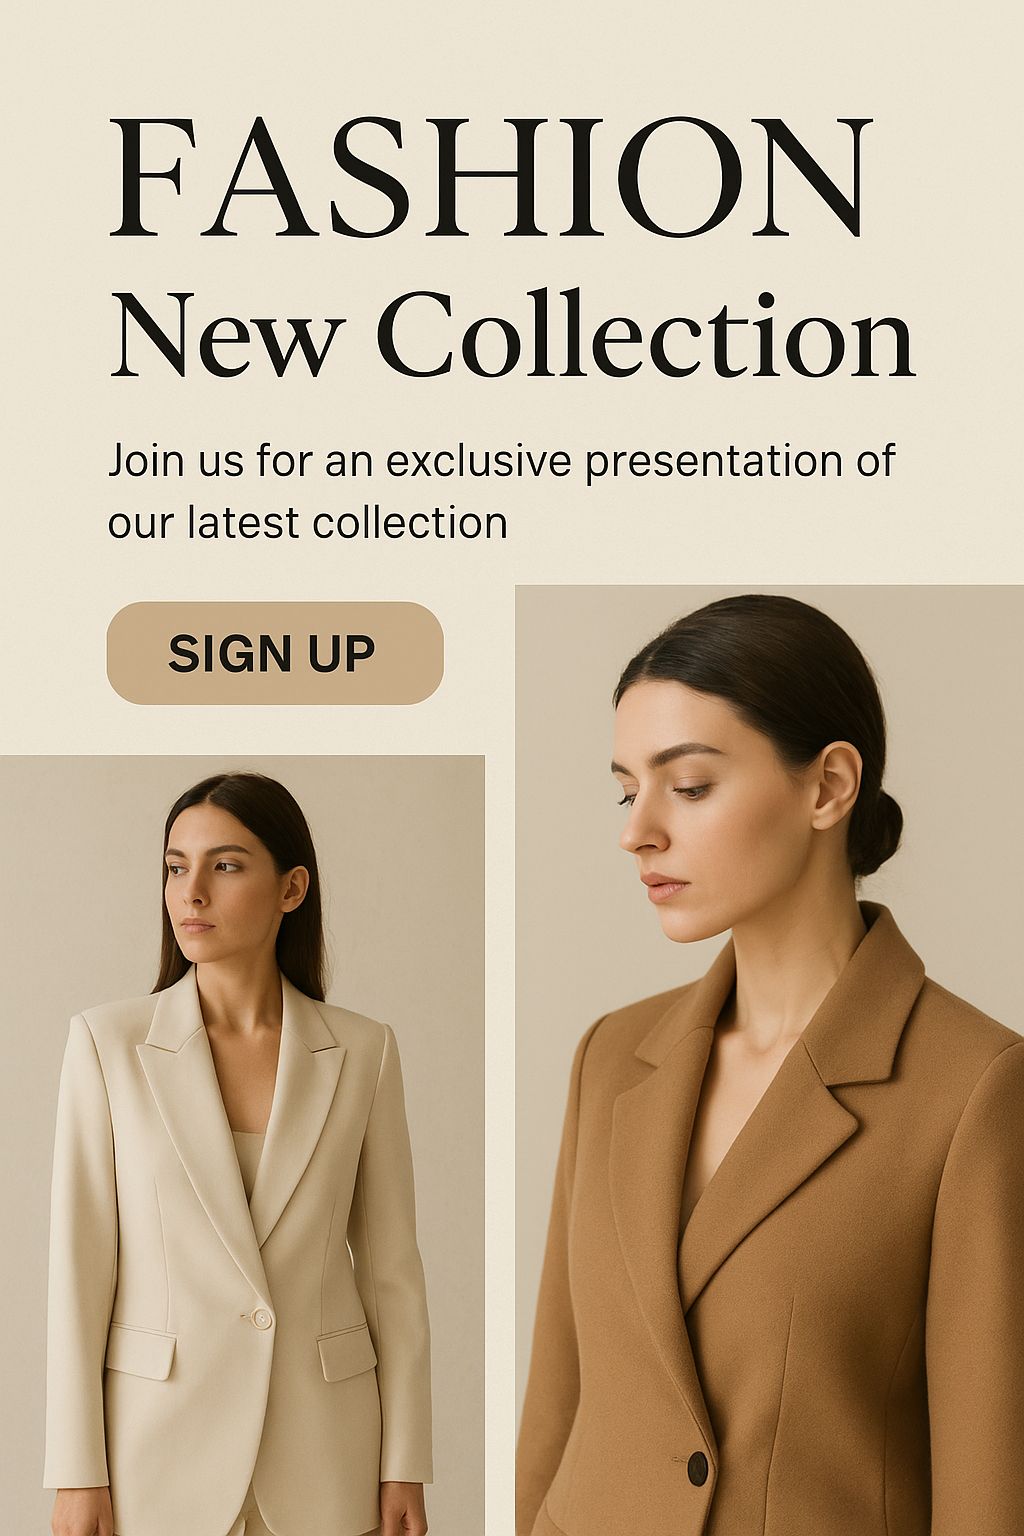 FASHION
New Collection
Join us for an exclusive presentation of
our latest collection
SIGN UP